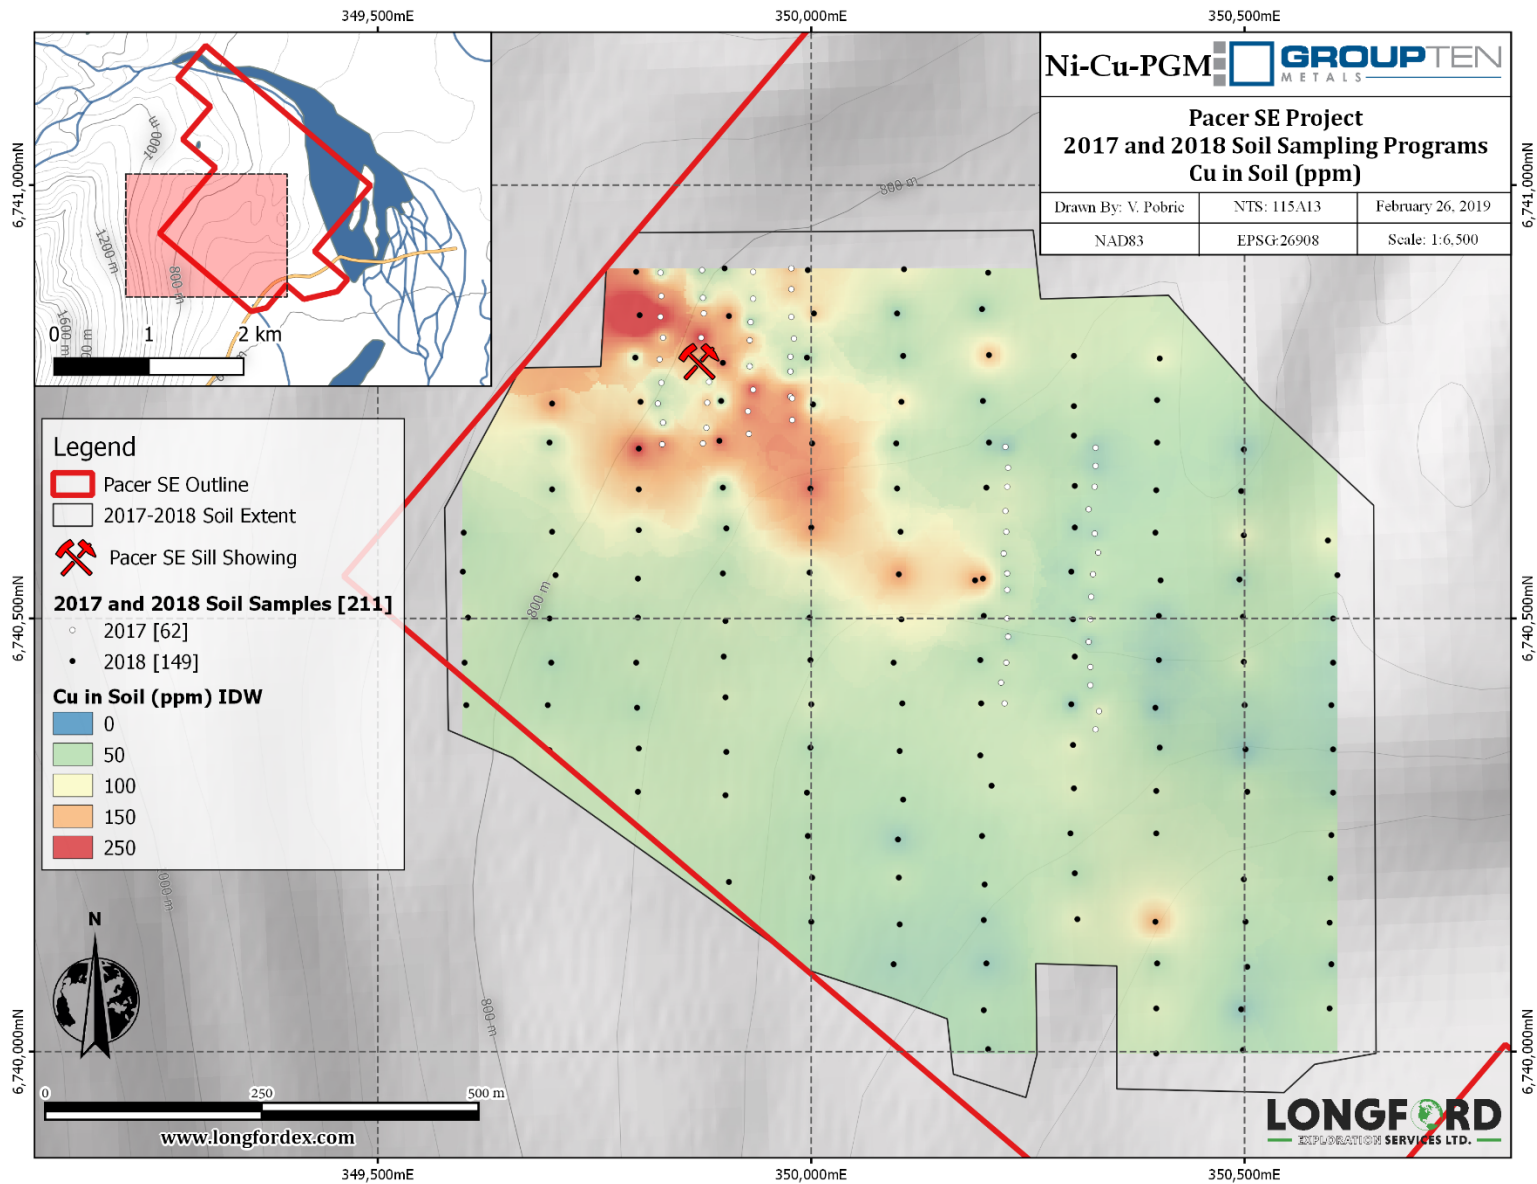 349,500mE
350,000mE
350,500mE
6,741,000mN
6,740,500mN
6,740,000mN
1000 m
1200 m
800 m
1600 m
0 1 2 km
Ni-Cu-PGM
GROUP TEN
METALS
Pacer SE Project
2017 and 2018 Soil Sampling Programs
Cu in Soil (ppm)
Drawn By: V. Pobric
NTS: 115A13
February 26, 2019
NAD83
EPSG:26908
Scale: 1:6,500
6,741,000mN
800 m
Legend
Pacer SE Outline
2017-2018 Soil Extent
Pacer SE Sill Showing
2017 and 2018 Soil Samples [211]
2017 [62]
2018 [149]
Cu in Soil (ppm) IDW
0
50
100
150
250
800 m
800 m
6,740,500mN
6,740,000mN
N
0 250 500 m
www.longfordex.com
LONGFORD
EXPLORATION SERVICES LTD.
349,500mE
350,000mE
350,500mE